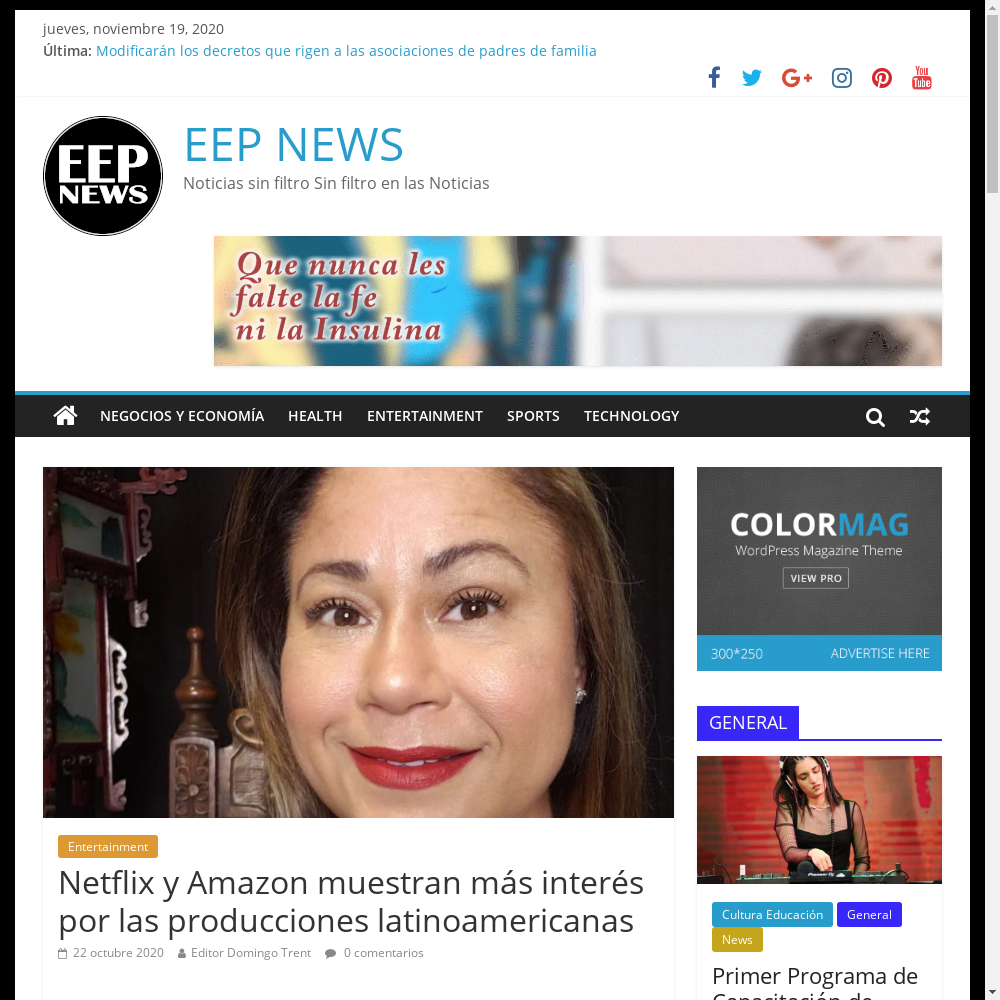 jueves, noviembre 19, 2020
Última: Modificarán los decretos que rigen a las asociaciones de padres de familia
You
Tube
EEP
NEWS
EEP NEWS
Noticias sin filtro Sin filtro en las Noticias
Que nunca les
falte la fe
ni la Insulina
NEGOCIOS Y ECONOMÍA HEALTH ENTERTAINMENT SPORTS TECHNOLOGY
COLORMAG
WordPress Magazine Theme
VIEW PRO
300*250 ADVERTISE HERE
Entertainment
Netflix y Amazon muestran más interés
por las producciones latinoamericanas
22 octubre 2020 Editor Domingo Trent 0 comentarios
GENERAL
Cultura Educación General
News
Primer Programa de
Capacitación de